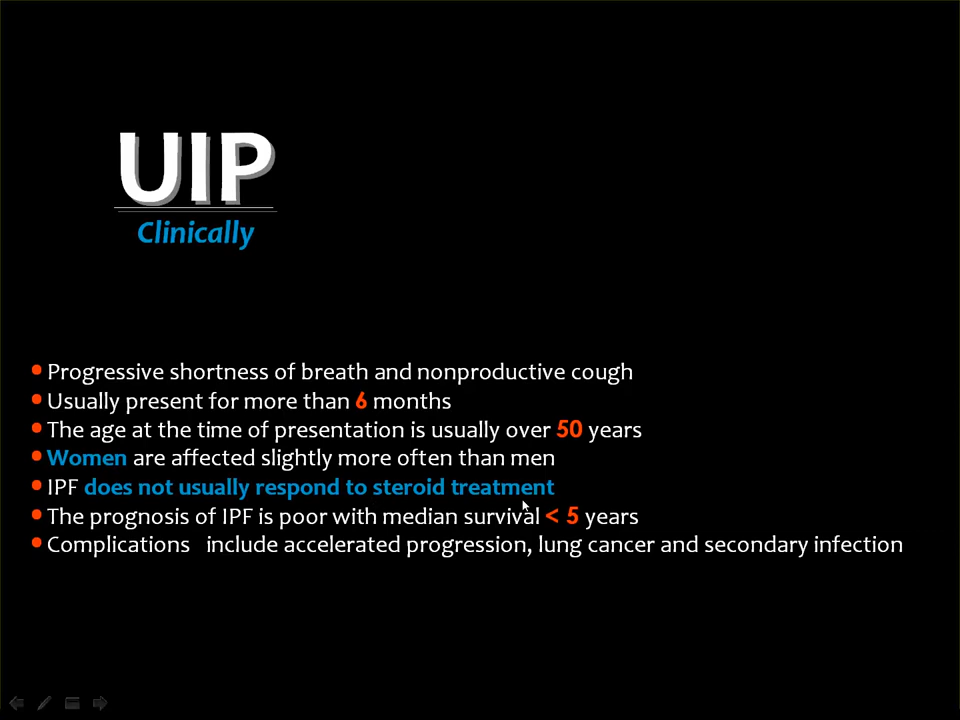 UIP
Clinically
• Progressive shortness of breath and nonproductive cough
• Usually present for more than 6 months
• The age at the time of presentation is usually over 50 years
• Women are affected slightly more often than men
• IPF does not usually respond to steroid treatment
• The prognosis of IPF is poor with median survival < 5 years
• Complications include accelerated progression, lung cancer and secondary infection